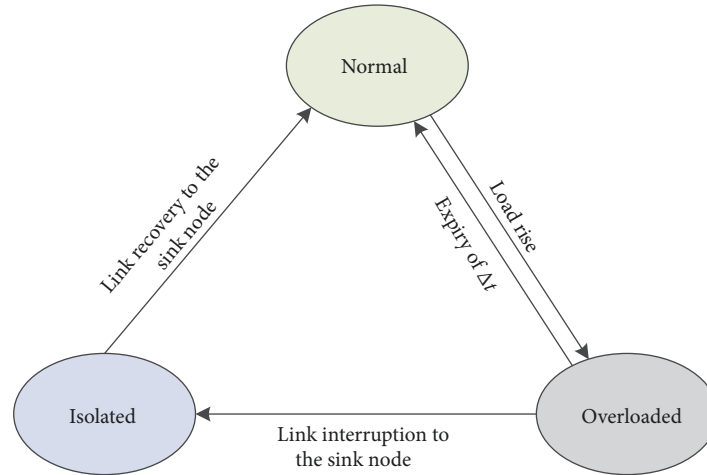 Normal
Link recovery to the
sink node
Load rise
Expiry of Δt
Isolated
Overloaded
Link interruption to
the sink node